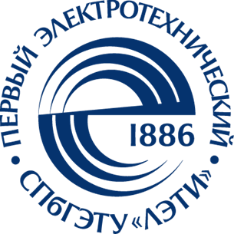 ПЕРВЫЙ ЭЛЕКТРОТЕХНИЧЕСКИЙ
1886
СПбГЭТУ «ЛЭТИ»